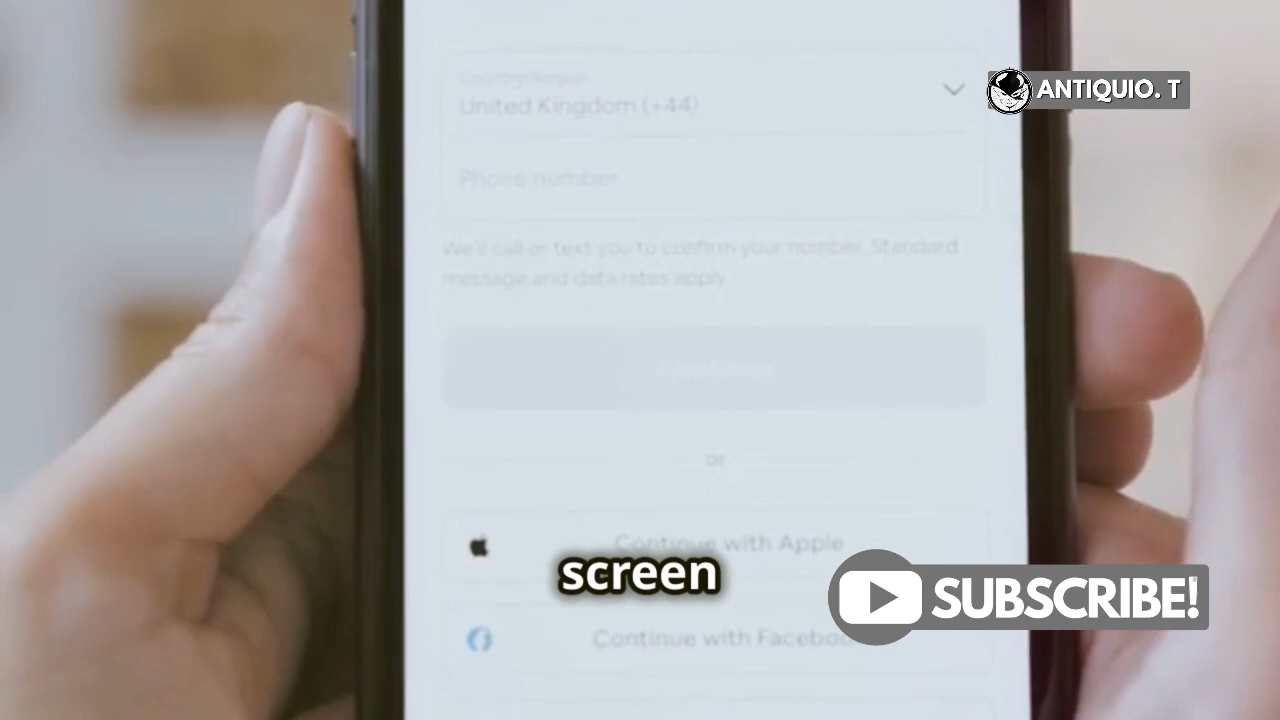 Country/Region
United Kingdom (+44)
ANTIQUIO. T
Phone number
We'll call or text you to confirm your number. Standard
message and data rates apply
or
Continue with Apple
screen
SUBSCRIBE!
Continue with Facebook